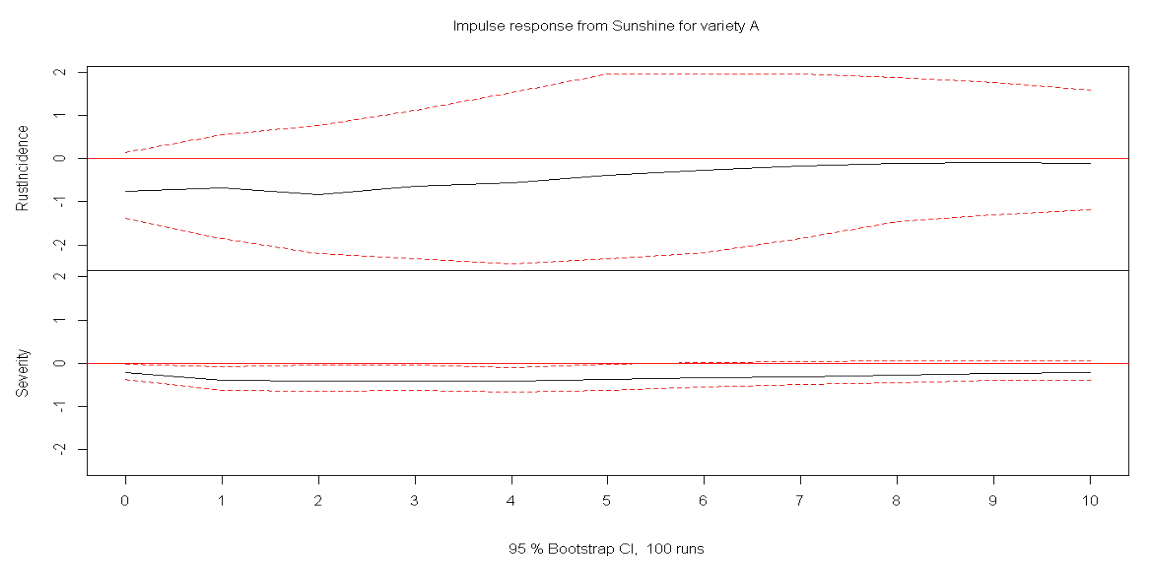 Impulse response from Sunshine for variety A
RustIncidence
2
1
0
-1
-2
Severity
2
1
0
-1
-2
0 1 2 3 4 5 6 7 8 9 10
95 % Bootstrap CI, 100 runs